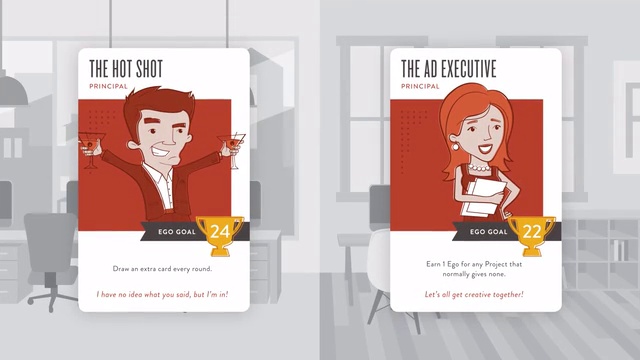 THE HOT SHOT
PRINCIPAL
EGO GOAL 24
Draw an extra card every round.
I have no idea what you said, but I'm in!
THE AD EXECUTIVE
PRINCIPAL
EGO GOAL 22
Earn 1 Ego for any Project that
normally gives none.
Let's all get creative together!